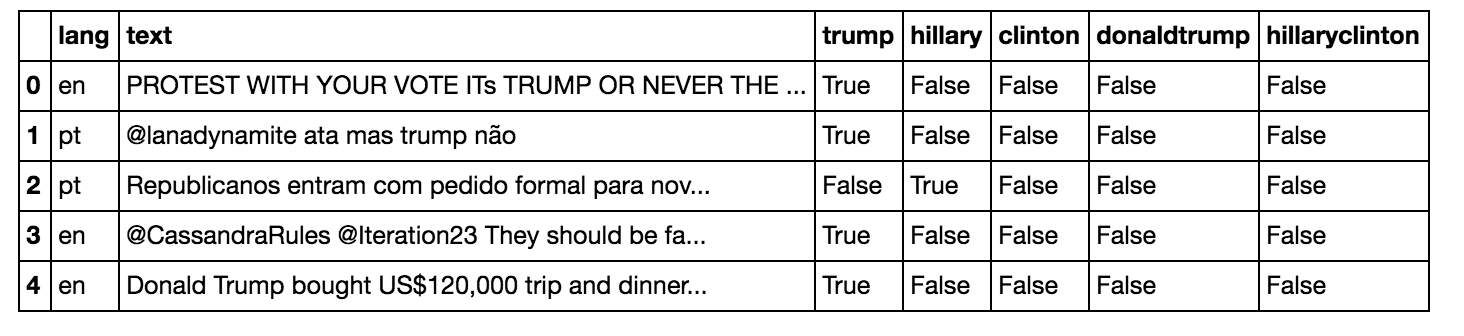 lang text trump hillary clinton donaldtrump hillaryclinton
0 en PROTEST WITH YOUR VOTE ITs TRUMP OR NEVER THE ... True False False False False
1 pt @lanadynamite ata mas trump não True False False False False
2 pt Republicanos entram com pedido formal para nov... False True False False False
3 en @CassandraRules @Iteration23 They should be fa... True False False False False
4 en Donald Trump bought US$120,000 trip and dinner... True False False False False